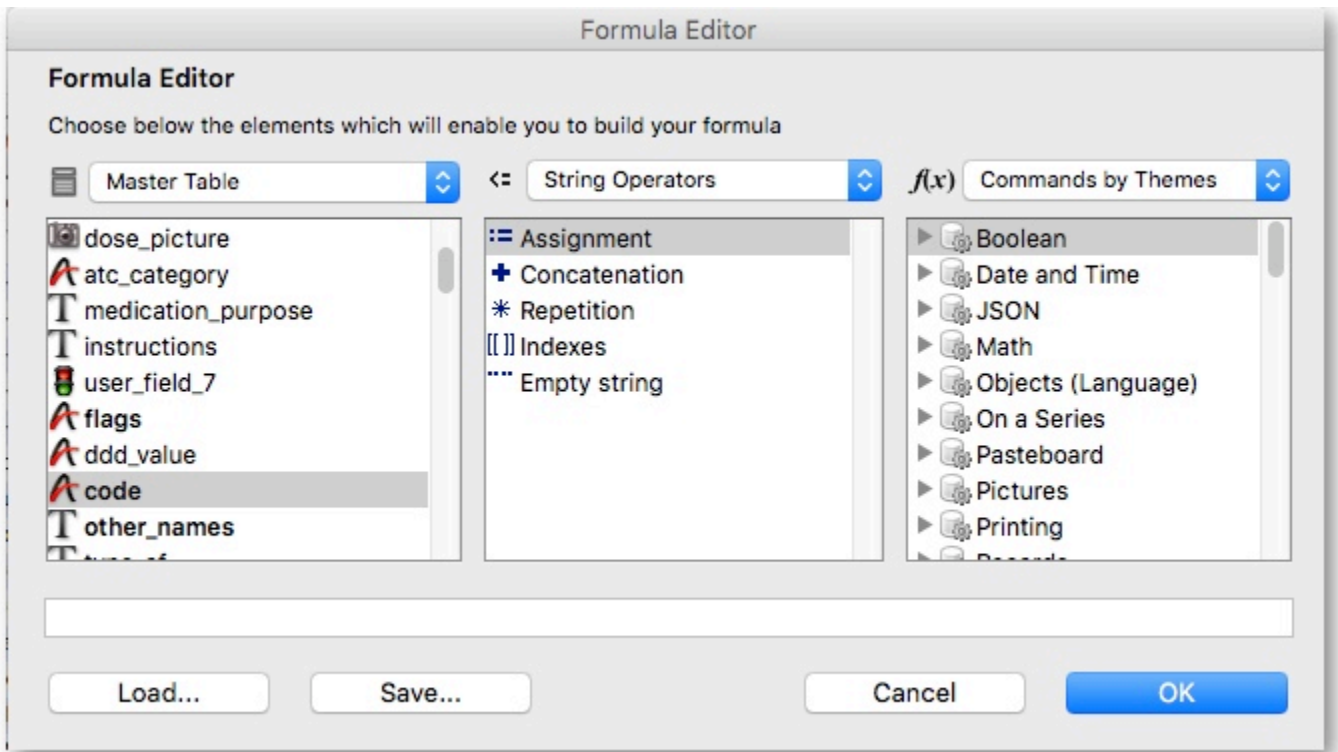 Formula Editor
Formula Editor
Choose below the elements which will enable you to build your formula
Master Table
<= String Operators
f(x) Commands by Themes
dose_picture
atc_category
medication_purpose
instructions
user_field_7
flags
ddd_value
code
other_names
:= Assignment
+ Concatenation
* Repetition
[[ ]] Indexes
"" Empty string
Boolean
Date and Time
JSON
Math
Objects (Language)
On a Series
Pasteboard
Pictures
Printing
Load...
Save...
Cancel
OK